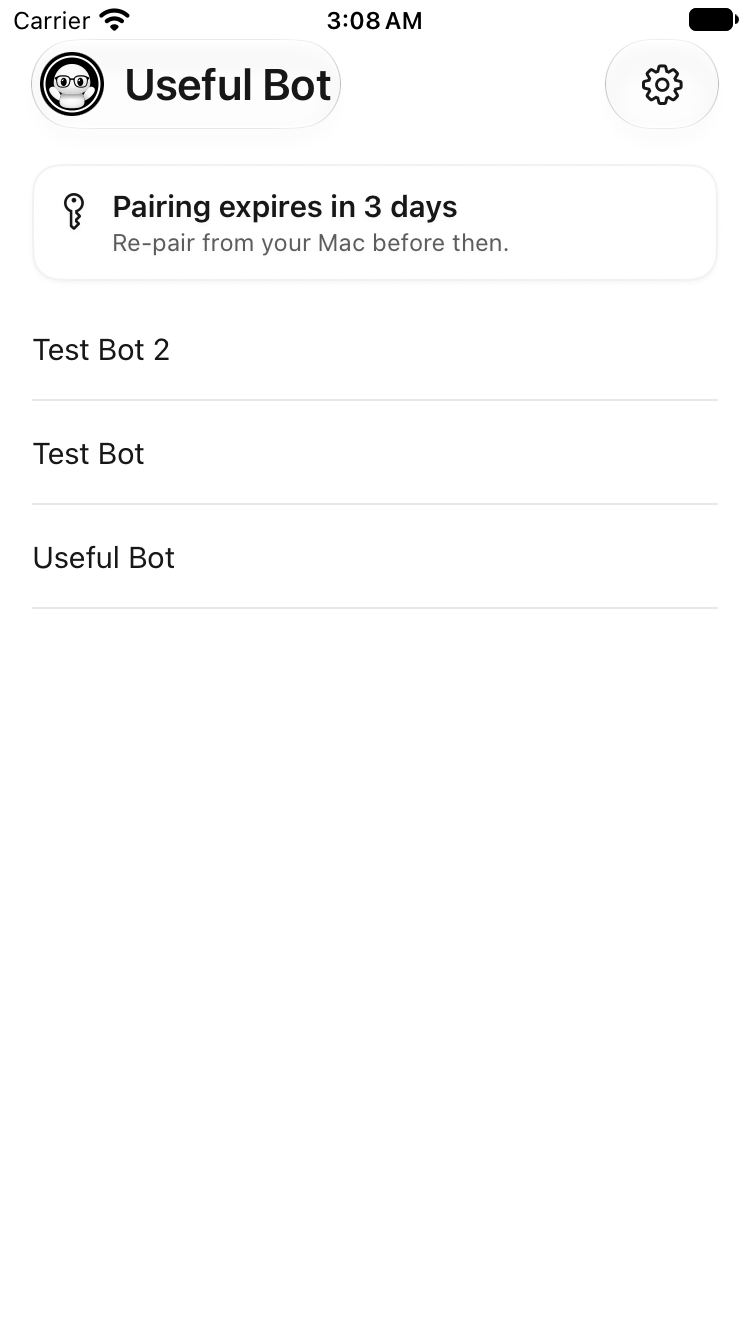 Carrier 3:08 AM
Useful Bot
Pairing expires in 3 days
Re-pair from your Mac before then.
Test Bot 2
Test Bot
Useful Bot